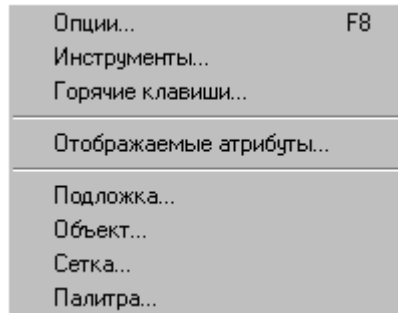 Опции... F8
Инструменты...
Горячие клавиши...
Отображаемые атрибуты...
Подложка...
Объект...
Сетка...
Палитра...